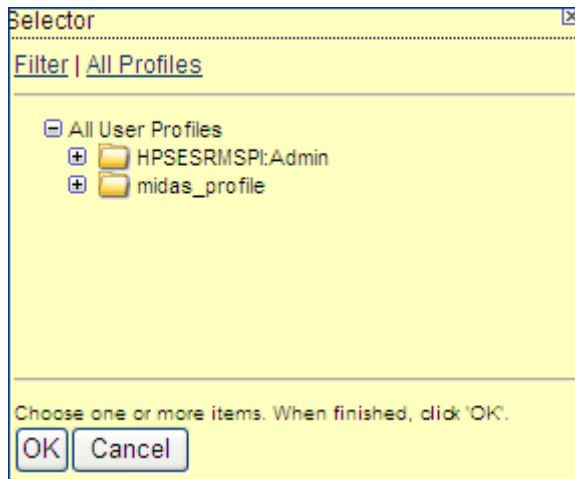 Selector
Filter | All Profiles
All User Profiles
HPSESRMSPI:Admin
midas_profile
Choose one or more items. When finished, click 'OK'.
OK Cancel